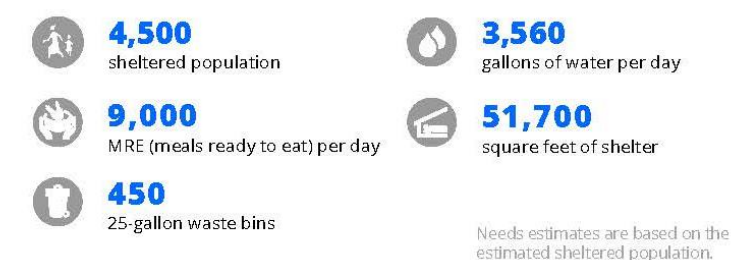 4,500
sheltered population
3,560
gallons of water per day
9,000
MRE (meals ready to eat) per day
51,700
square feet of shelter
450
25-gallon waste bins
Needs estimates are based on the
estimated sheltered population.